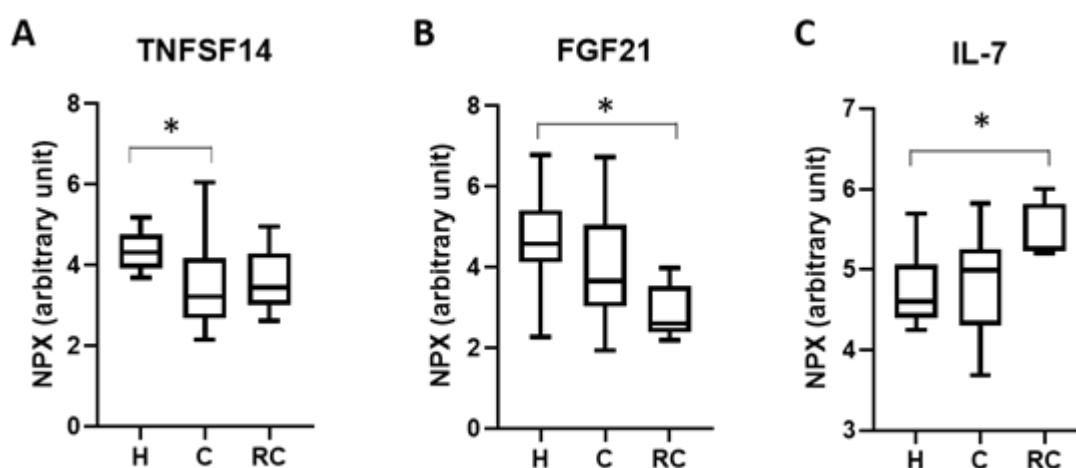 A
TNFSF14
NPX (arbitrary unit)
8
6
4
2
0
*
H C RC
B
FGF21
NPX (arbitrary unit)
8
6
4
2
0
*
H C RC
C
IL-7
NPX (arbitrary unit)
7
6
5
4
3
*
H C RC